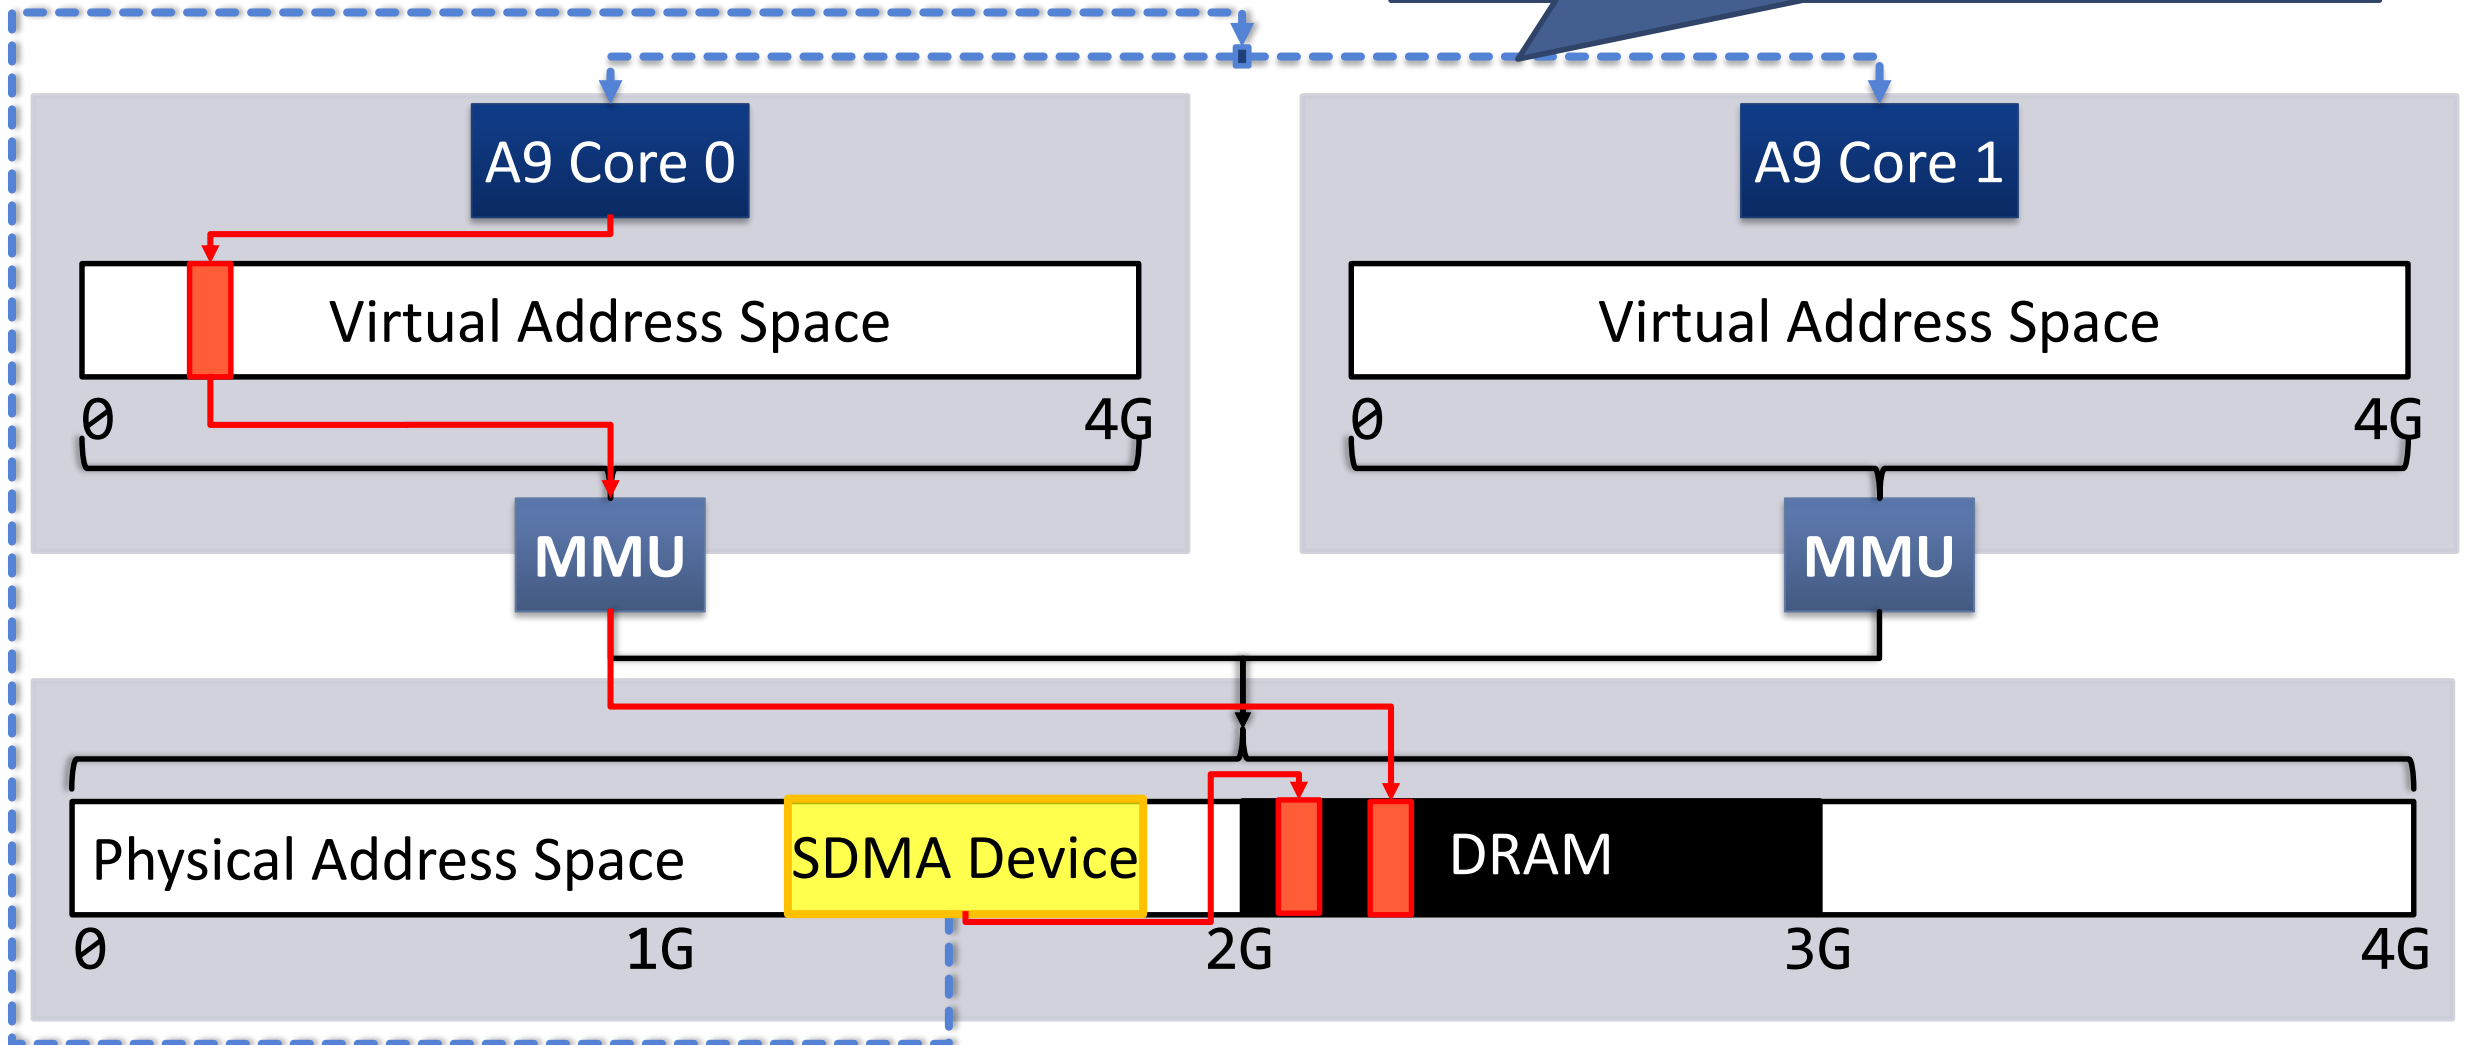 A9 Core 0
A9 Core 1
Virtual Address Space
Virtual Address Space
0
4G
0
4G
MMU
MMU
Physical Address Space
SDMA Device
DRAM
0
1G
2G
3G
4G